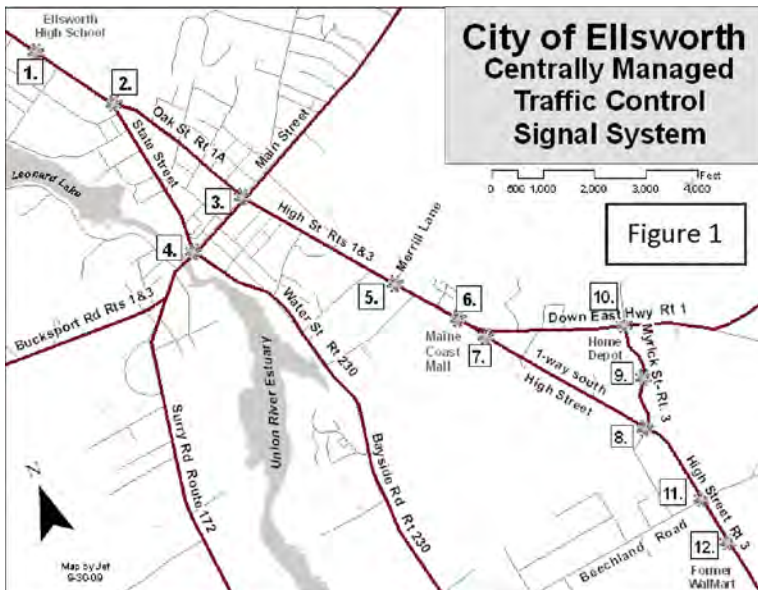 City of Ellsworth
Centrally Managed
Traffic Control
Signal System
Feet
0 500 1,000 2,000 3,000 4,000
Figure 1
Ellsworth
High School
1.
2.
Oak St Rt 1A
State Street
Main Street
Leonard Lake
3.
High St Rts 1&3
Merrill Lane
4.
5.
6.
10.
Down East Hwy Rt 1
Bucksport Rd Rts 1&3
Water St Rt 230
Maine
Coast
Mall
7.
Home
Depot
Myrick St- Rt. 3
9.
1-way south
High Street
8.
Union River Estuary
Surry Rd Route 172
Bayside Rd Rt 230
11.
High Street Rt 3
Beechland Road
12.
Former
WalMart
N
Map by Jet
9-30-09